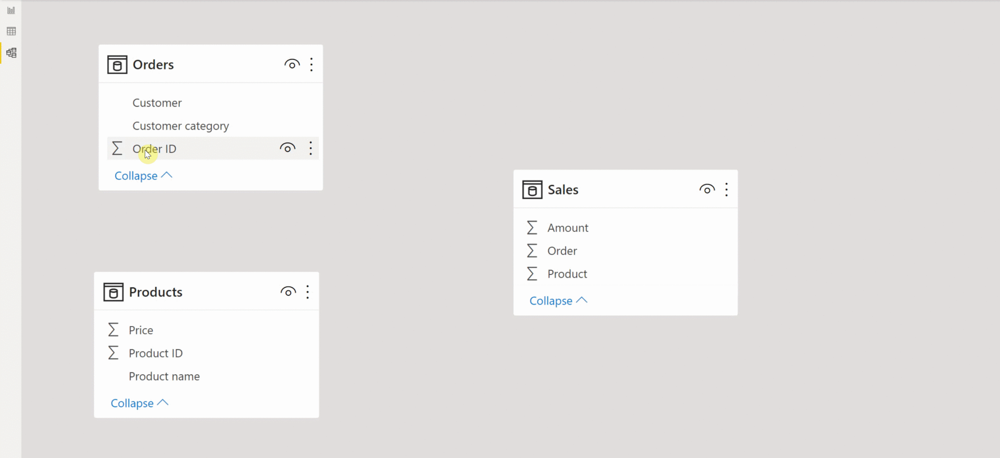 Orders
Customer
Customer category
Order ID
Collapse
Sales
Amount
Order
Product
Collapse
Products
Price
Product ID
Product name
Collapse